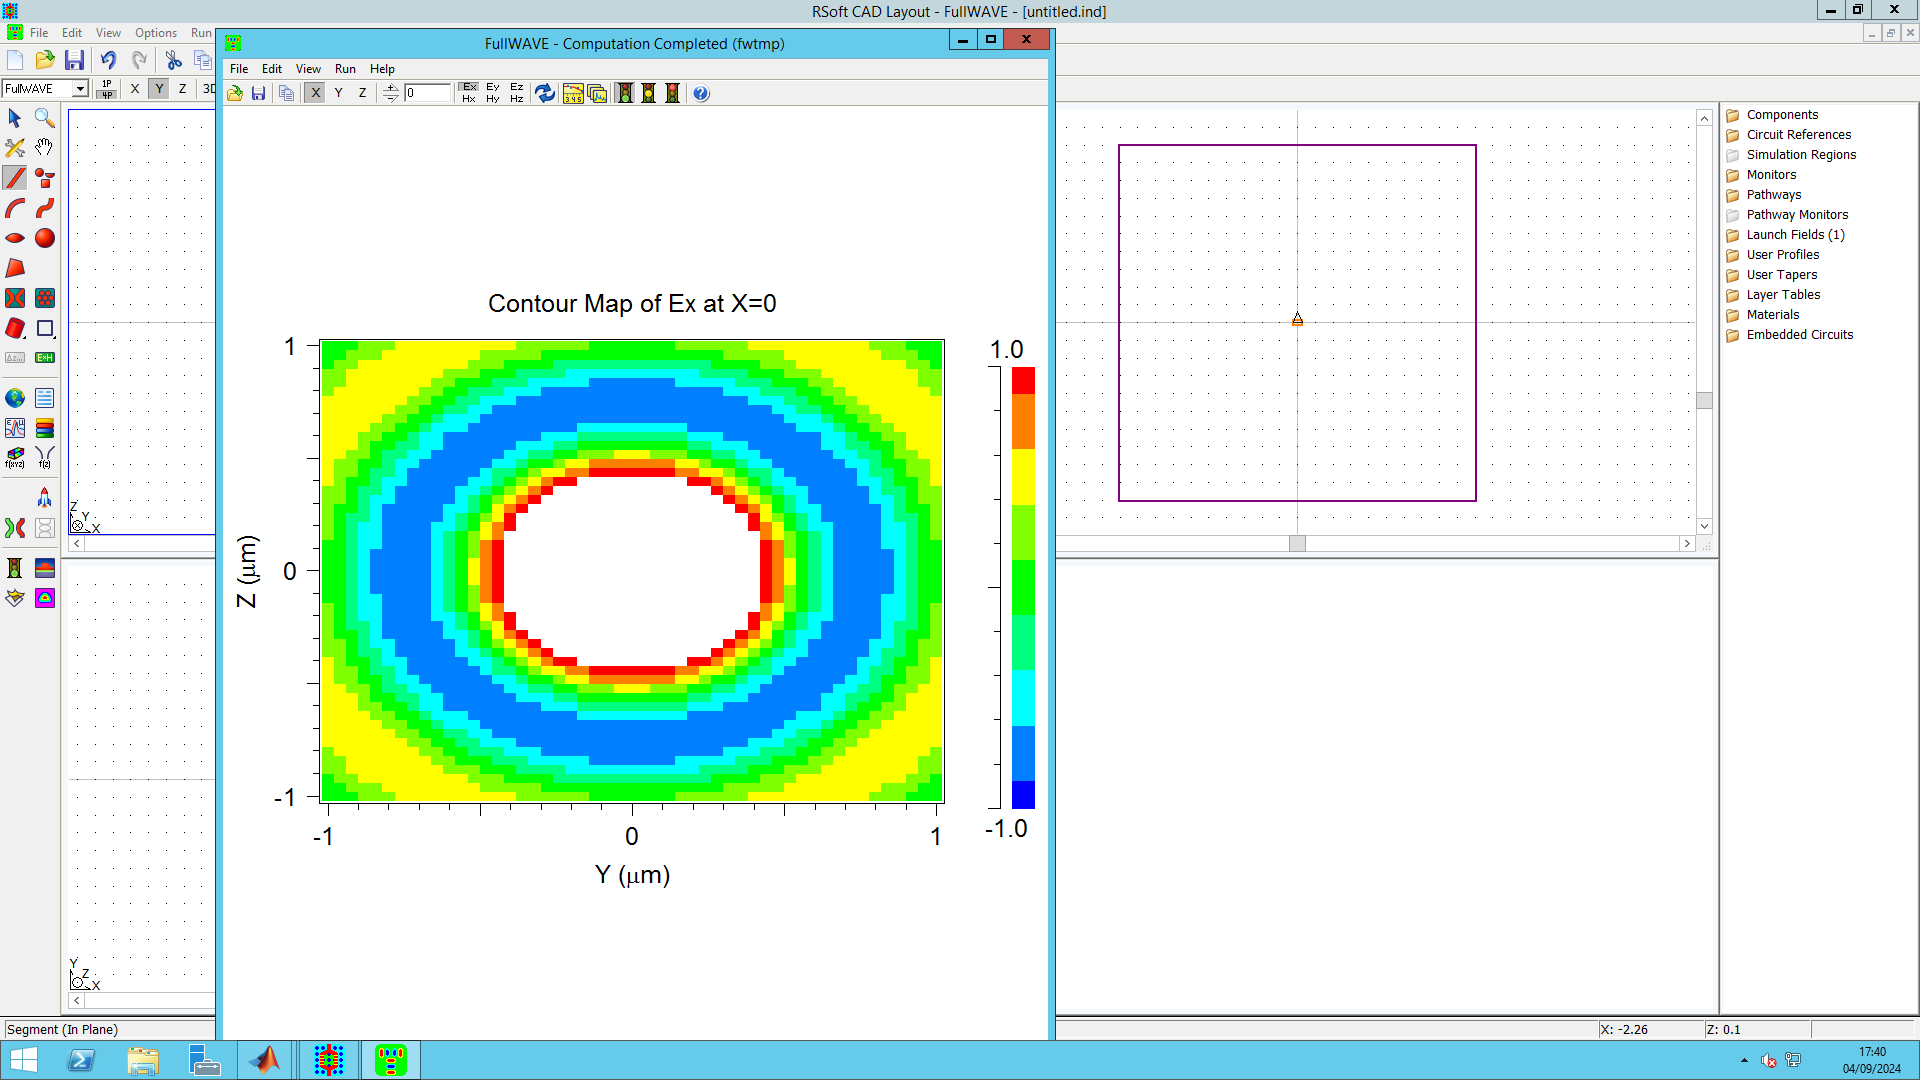 RSoft CAD Layout - FullWAVE - [untitled.ind]
File Edit View Options Run
FullWAVE 1P 4P X Y Z 3D
FullWAVE - Computation Completed (fwtmp)
File Edit View Run Help
X Y Z 0 Ex Hx Ey Hy Ez Hz
Contour Map of Ex at X=0
1
0
-1
Z (μm)
-1 0 1
Y (μm)
1.0
-1.0
Z
Y
X
Y
Z
X
Δz...
E×H
f(xyz)
f(z)
Components
Circuit References
Simulation Regions
Monitors
Pathways
Pathway Monitors
Launch Fields (1)
User Profiles
User Tapers
Layer Tables
Materials
Embedded Circuits
Segment (In Plane)
X: -2.26
Z: 0.1
17:40
04/09/2024